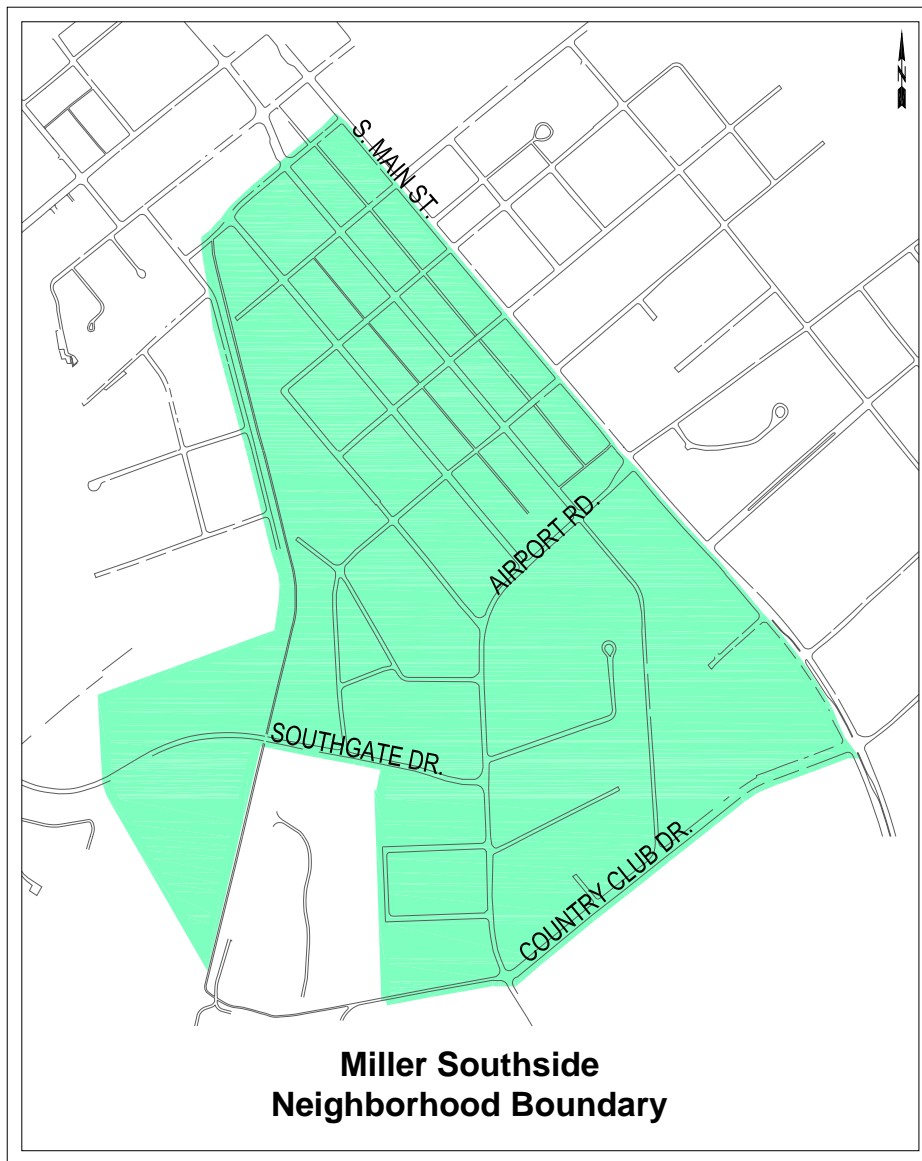 N
S. MAIN ST.
AIRPORT RD.
SOUTHGATE DR.
COUNTRY CLUB DR.
Miller Southside
Neighborhood Boundary